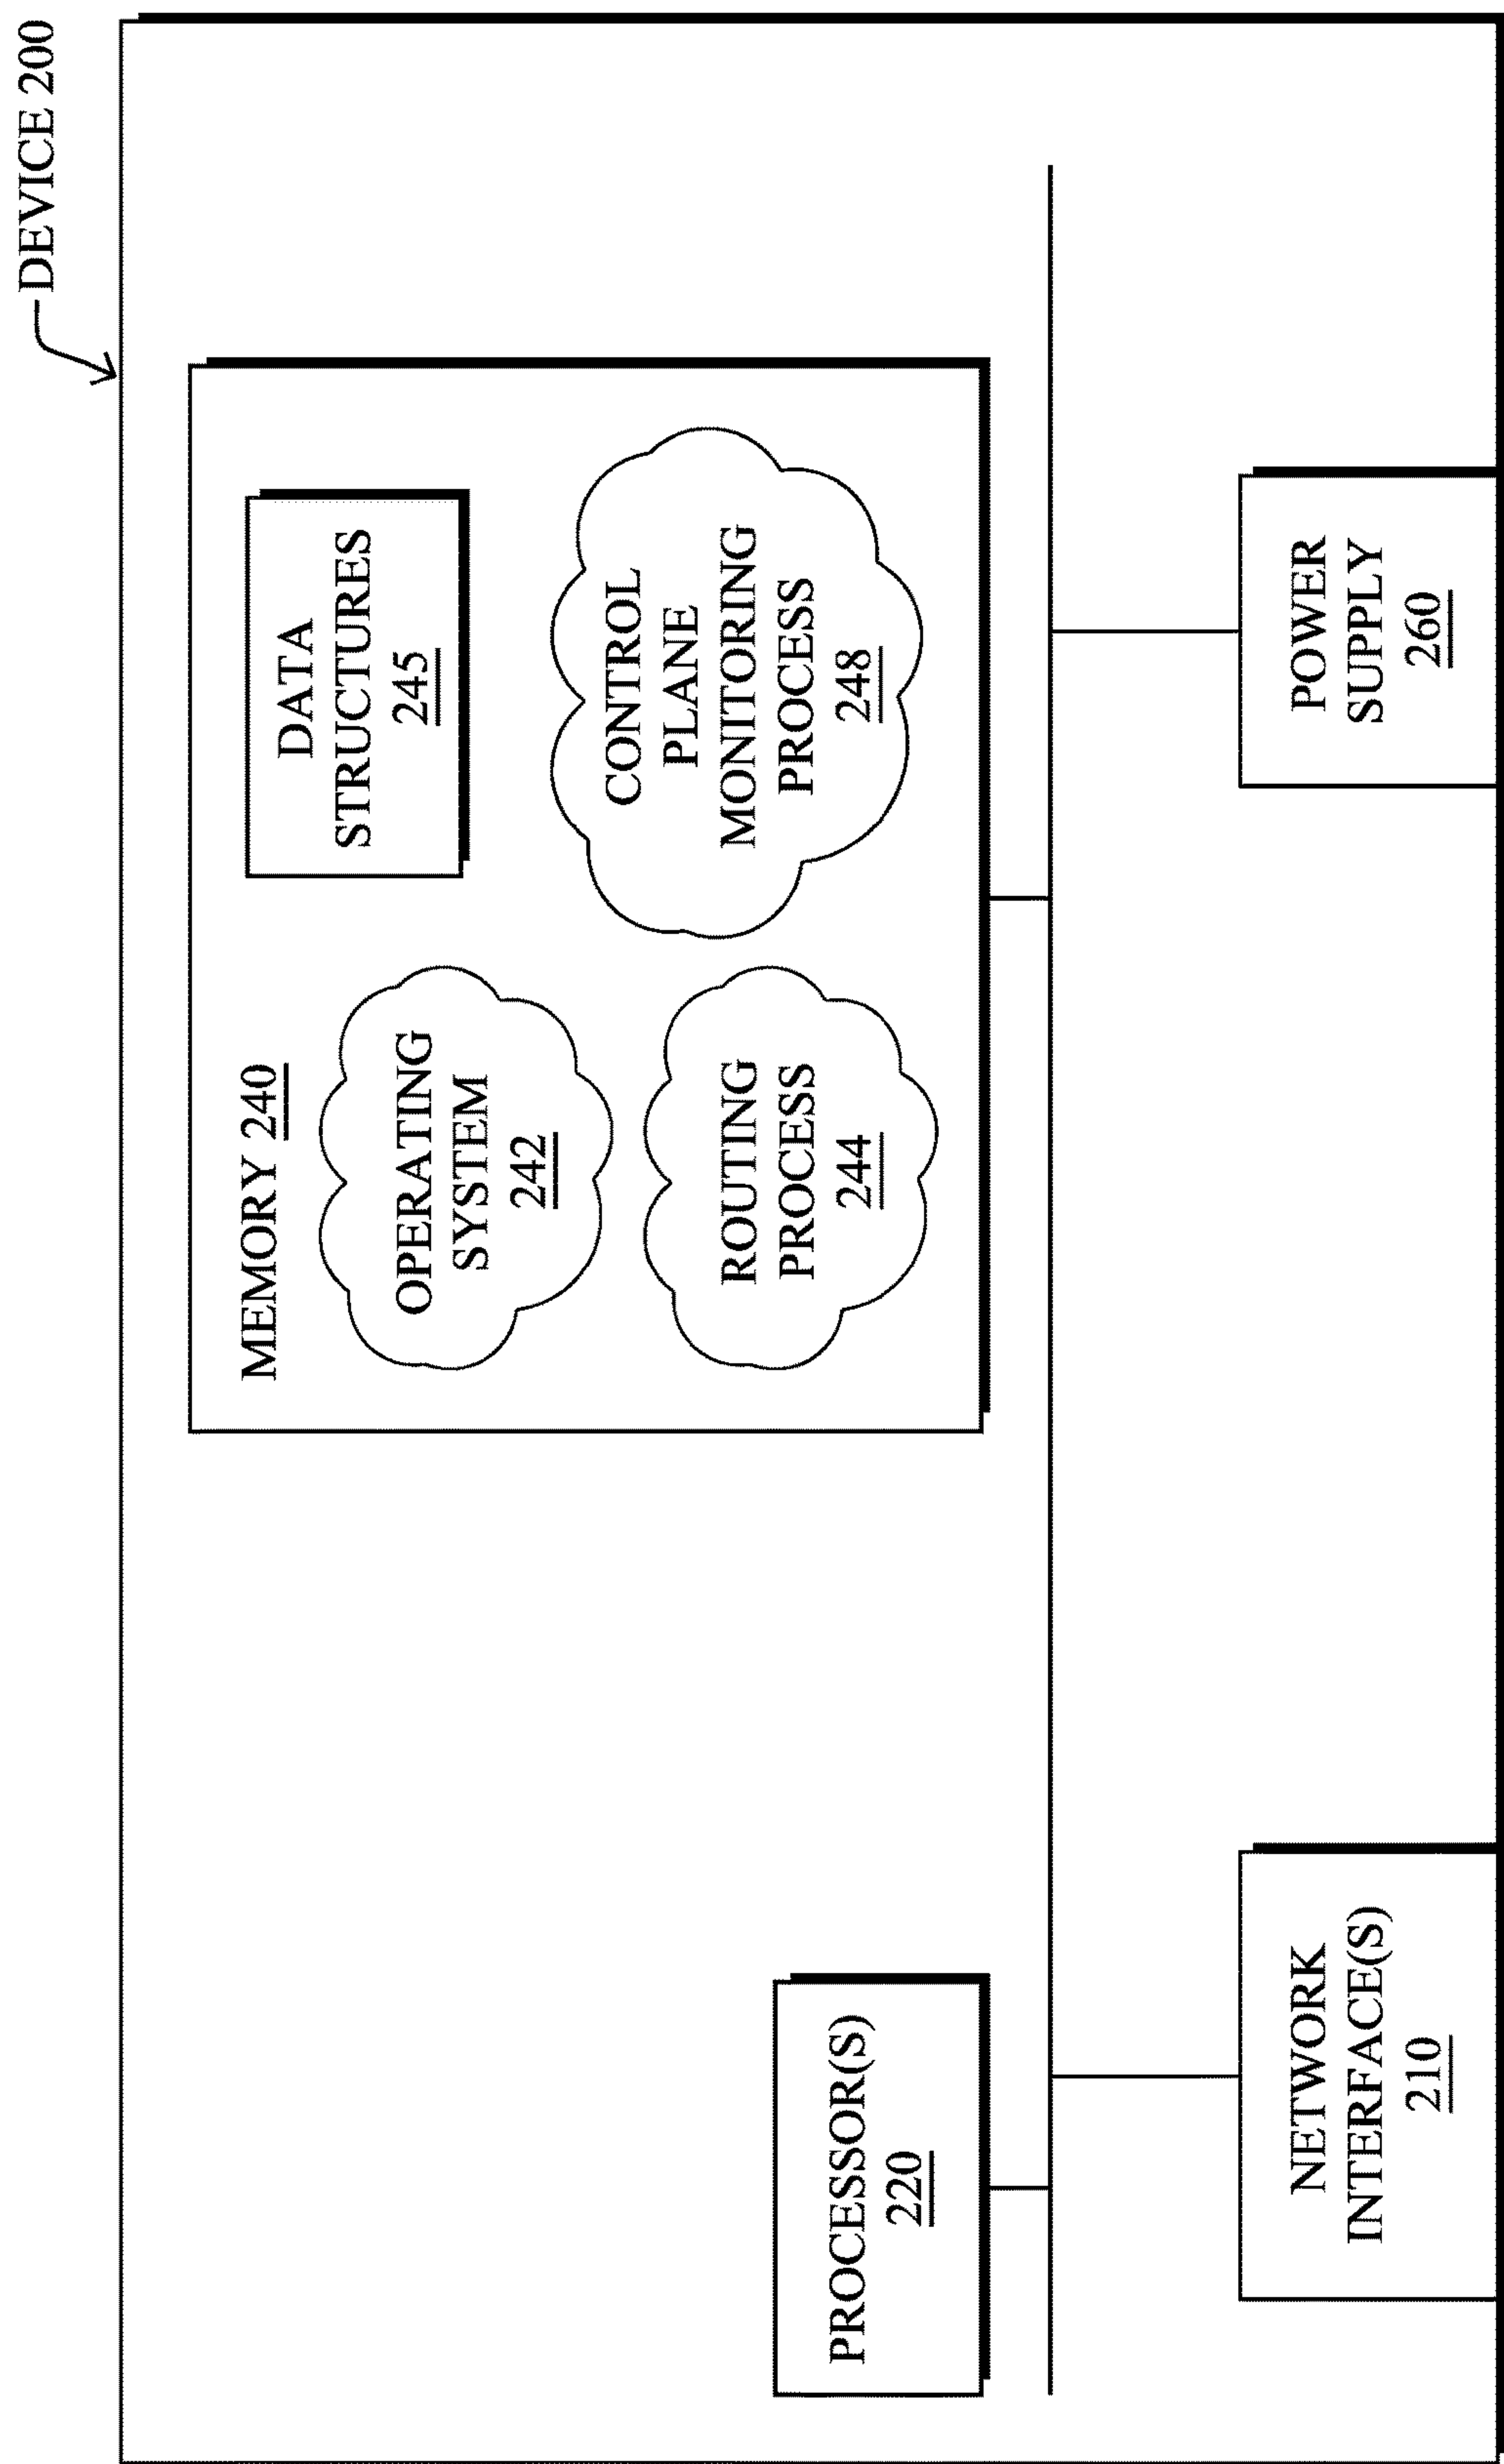 DEVICE 200
MEMORY 240
OPERATING
SYSTEM
242
DATA
STRUCTURES
245
ROUTING
PROCESS
244
CONTROL
PLANE
MONITORING
PROCESS
248
PROCESSOR(S)
220
NETWORK
INTERFACE(S)
210
POWER
SUPPLY
260